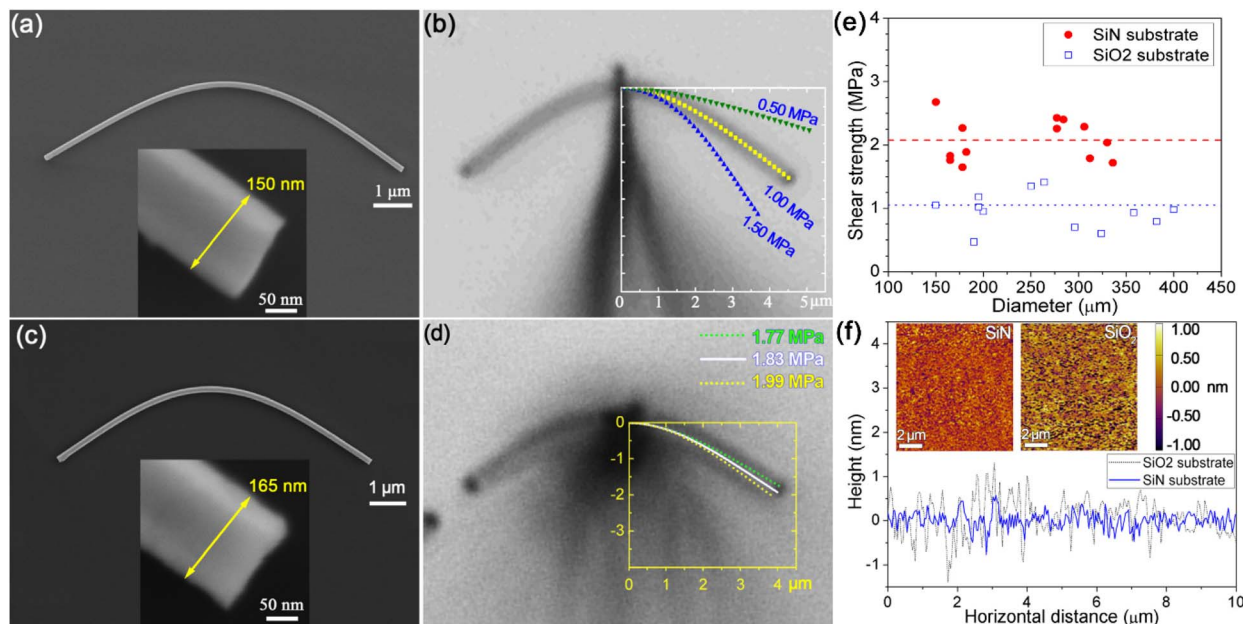 (a)
150 nm
1 µm
50 nm
(b)
0.50 MPa
1.00 MPa
1.50 MPa
0 1 2 3 4 5 µm
(c)
165 nm
1 µm
50 nm
(d)
1.77 MPa
1.83 MPa
1.99 MPa
0
-1
-2
-3
0 1 2 3 4 µm
(e)
SiN substrate
SiO2 substrate
Shear strength (MPa)
4
3
2
1
0
100 150 200 250 300 350 400 450
Diameter (µm)
(f)
SiN
SiO
2 µm
2 µm
1.00
0.50
0.00 nm
-0.50
-1.00
SiO2 substrate
SiN substrate
Height (nm)
4
3
2
1
0
-1
0 2 4 6 8 10
Horizontal distance (µm)